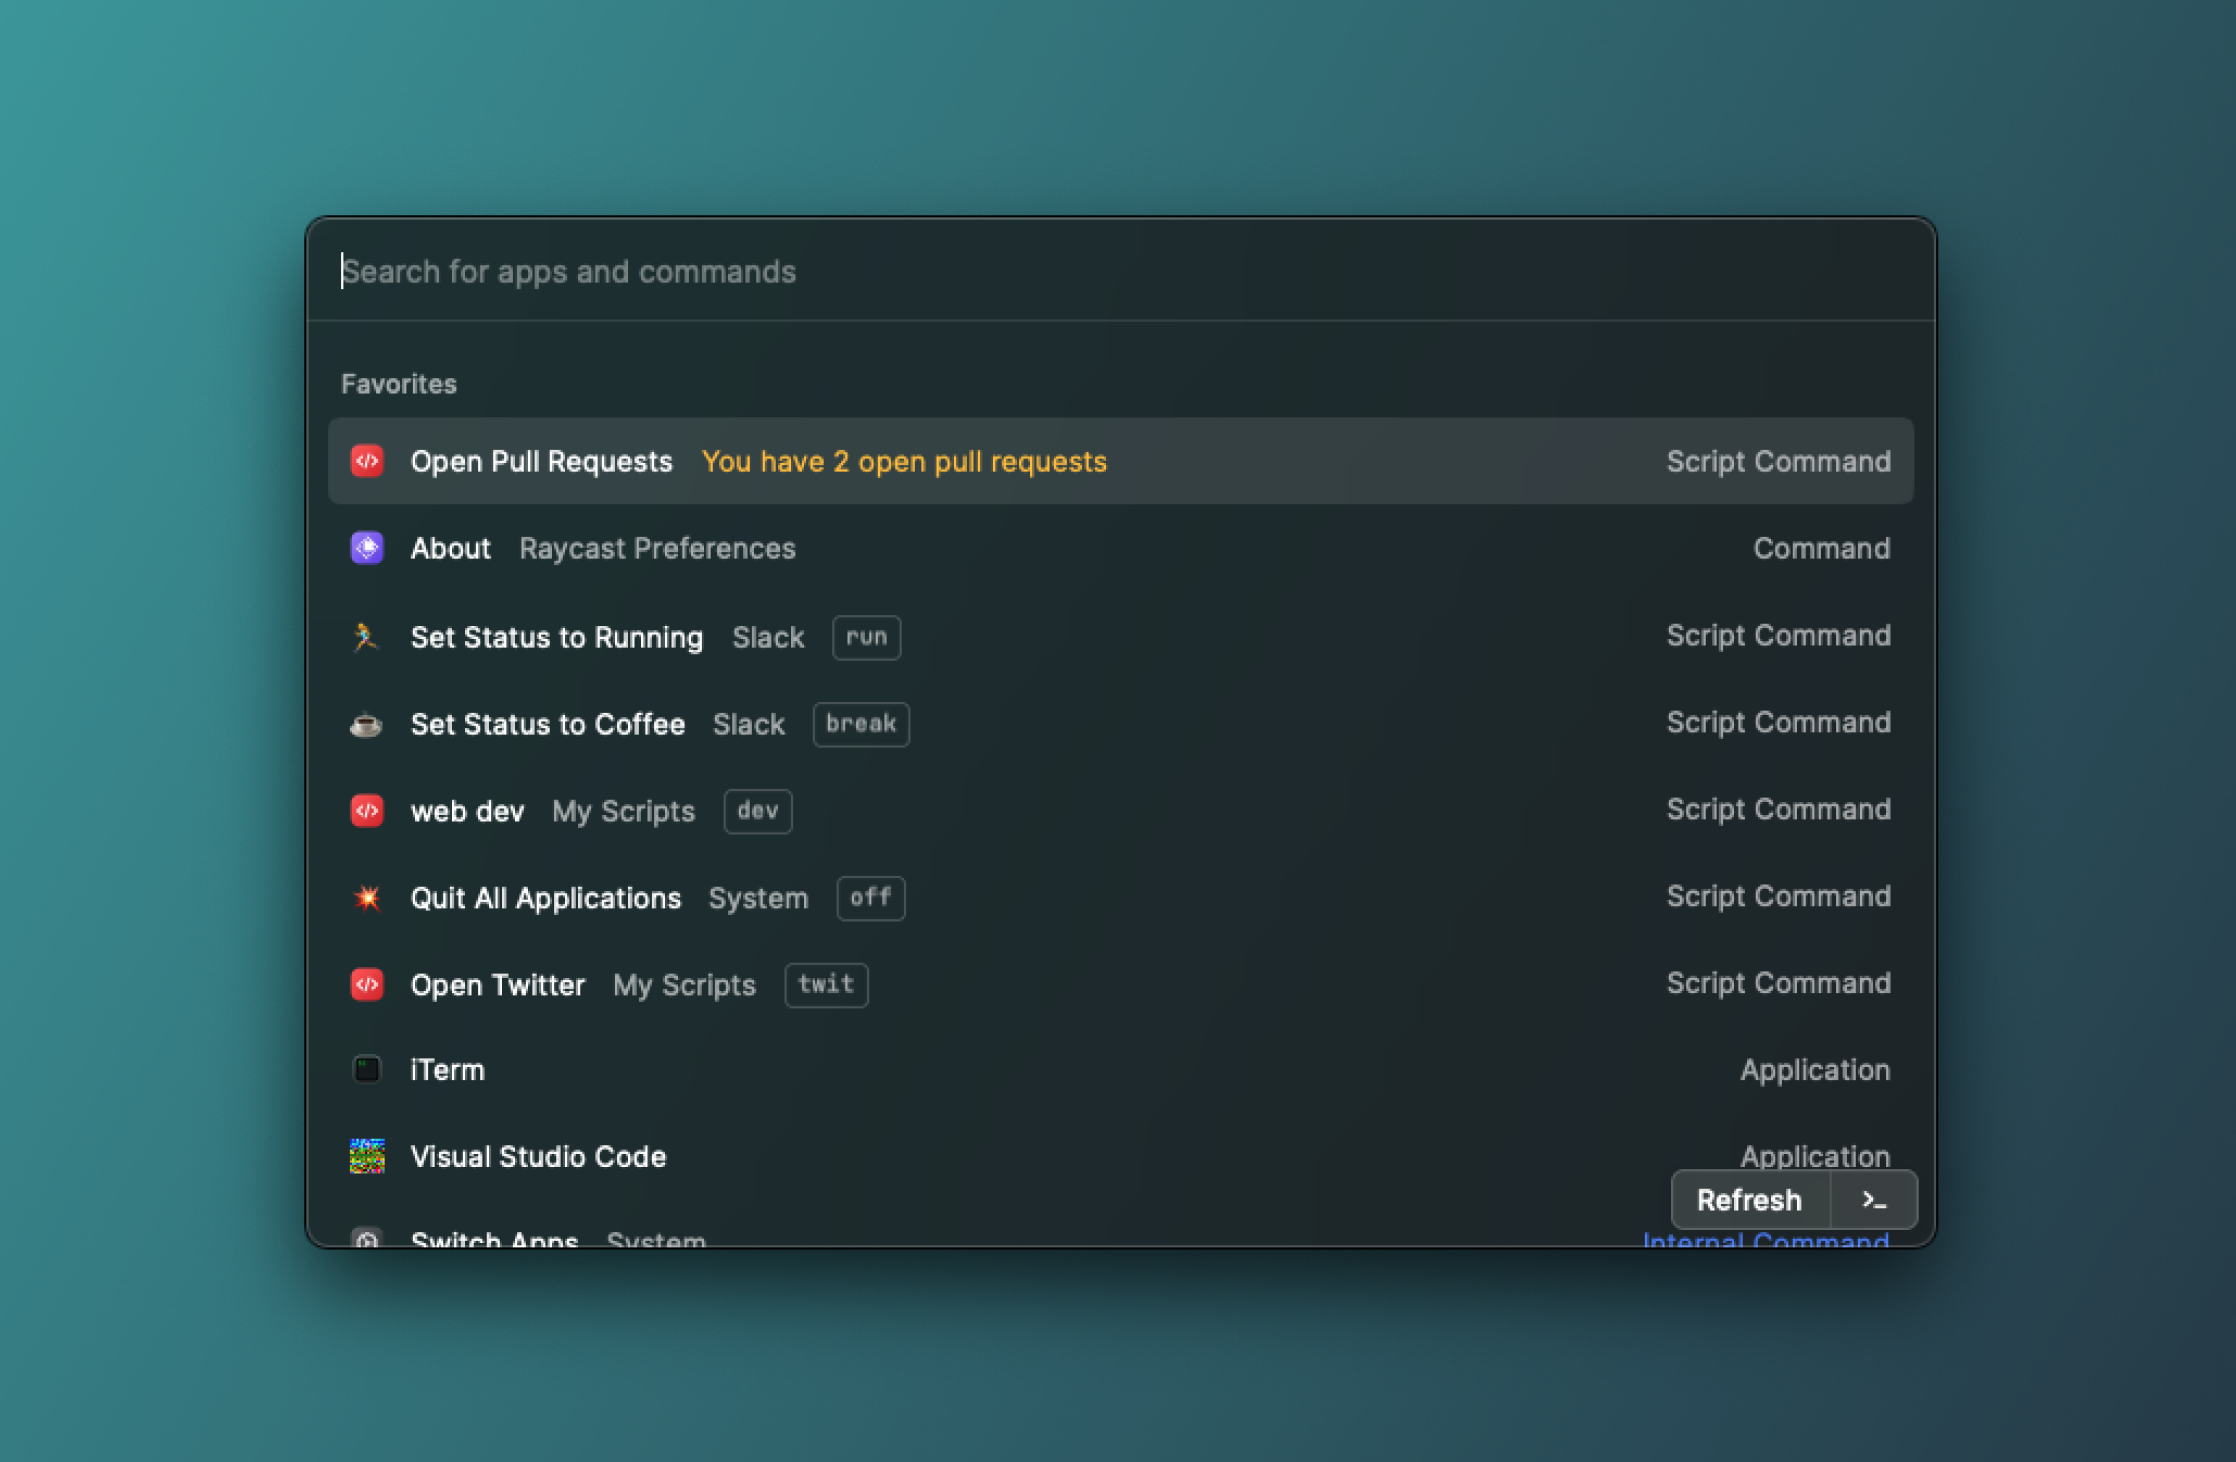 Search for apps and commands
Favorites
Open Pull Requests You have 2 open pull requests Script Command
About Raycast Preferences Command
Set Status to Running Slack run Script Command
Set Status to Coffee Slack break Script Command
web dev My Scripts dev Script Command
Quit All Applications System off Script Command
Open Twitter My Scripts twit Script Command
iTerm Application
Visual Studio Code Application
Refresh >_
Switch Apps System Internal Command